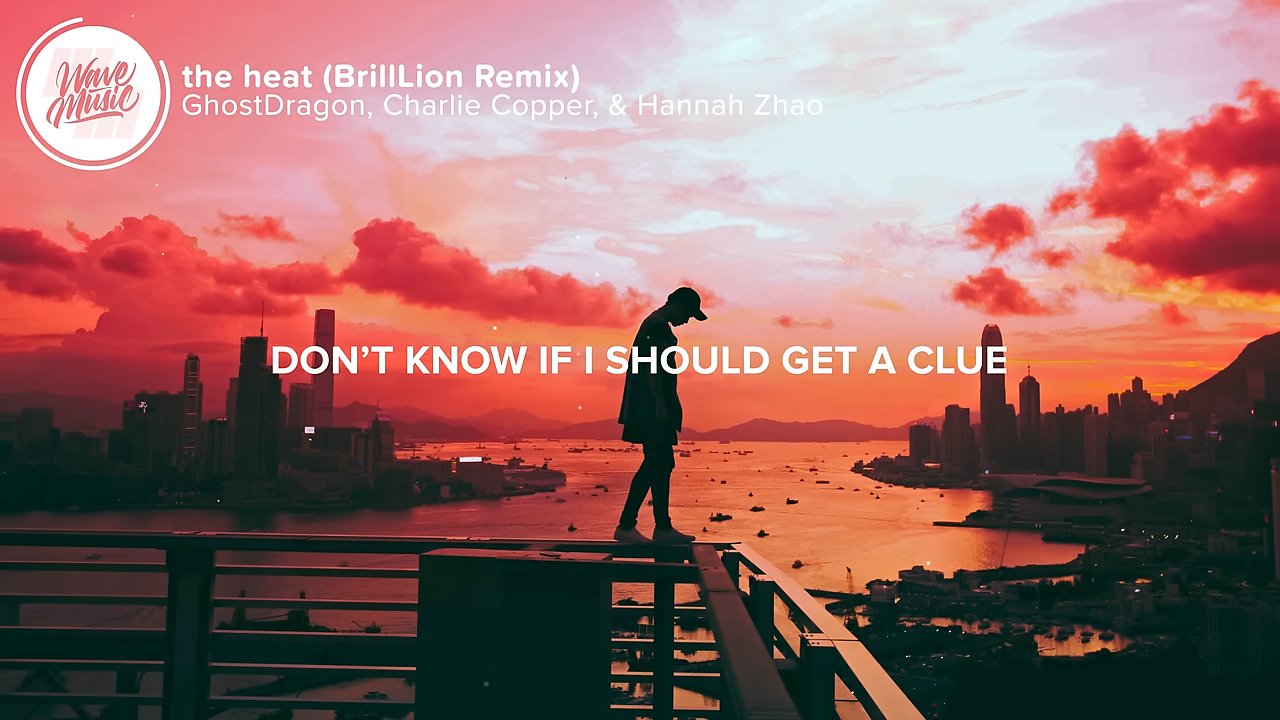 Wave
Music
the heat (BrillLion Remix)
GhostDragon, Charlie Copper, & Hannah Zhao
DON’T KNOW IF I SHOULD GET A CLUE